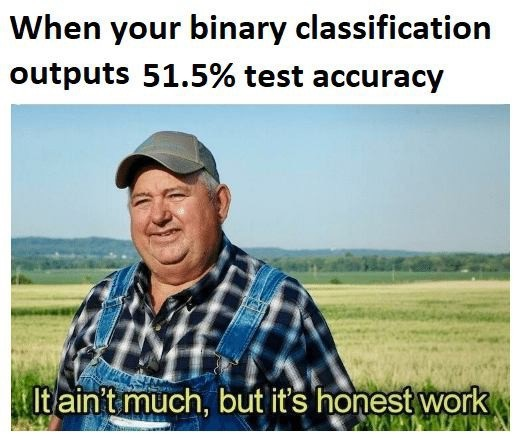 When your binary classification
outputs 51.5% test accuracy
It ain't much, but it's honest work